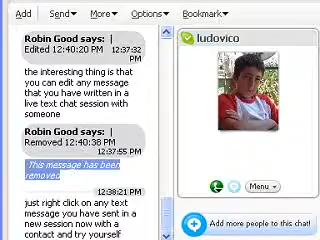 Add Send▾ More▾ Options▾ Bookmark▾
Robin Good says: |
Edited 12:40:20 PM 12:37:32
PM
the interesting thing is that
you can edit any message
that you have written in a
live text chat session with
someone
Robin Good says: |
Removed 12:40:38 PM
12:37:55 PM
This message has been
removed
12:38:21 PM
just right click on any
text message you have
sent in a new session now with a
contact and try yourself
ludovico
Menu ▾
Add more people to this chat!